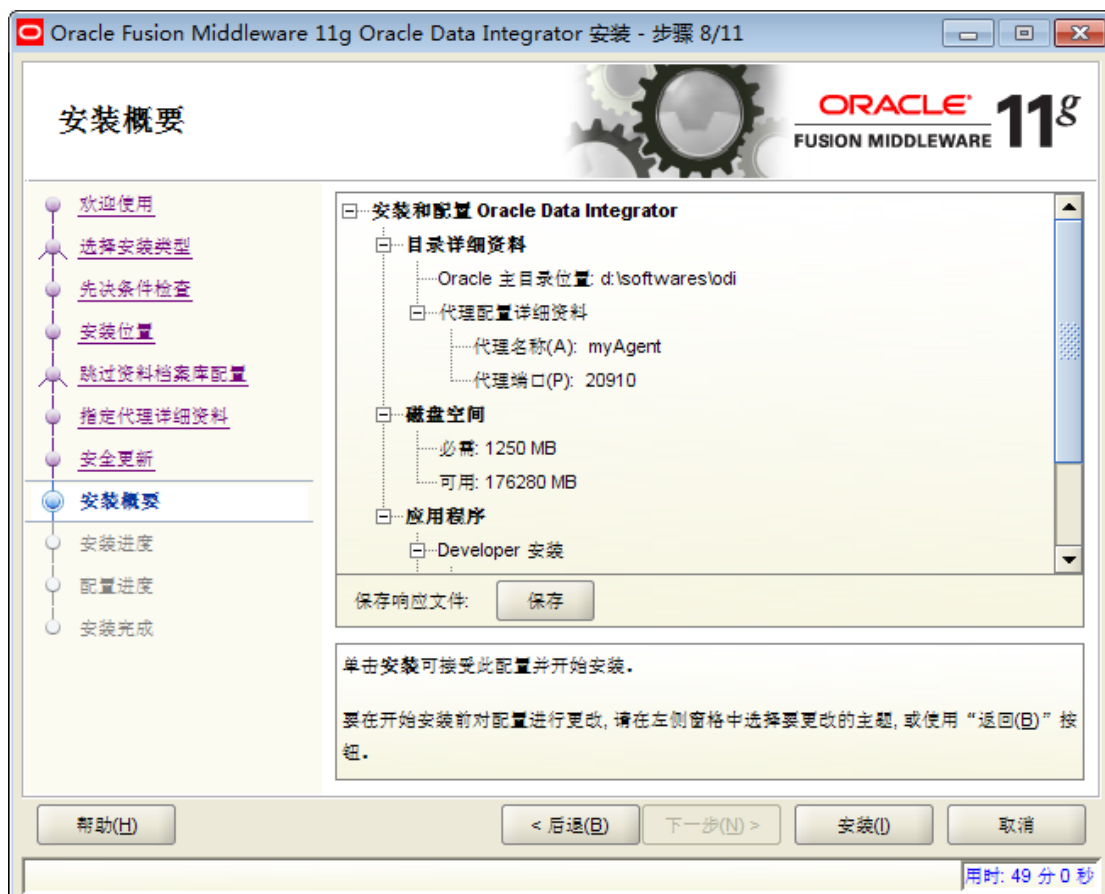 Oracle Fusion Middleware 11g Oracle Data Integrator 安装 - 步骤 8/11
安装概要
ORACLE
FUSION MIDDLEWARE 11g
欢迎使用
选择安装类型
先决条件检查
安装位置
跳过资料档案库配置
指定代理详细资料
安全更新
安装概要
安装进度
配置进度
安装完成
安装和配置 Oracle Data Integrator
目录详细资料
Oracle 主目录位置: d:\softwares\odi
代理配置详细资料
代理名称(A): myAgent
代理端口(P): 20910
磁盘空间
必需: 1250 MB
可用: 176280 MB
应用程序
Developer 安装
保存响应文件: 保存
单击安装可接受此配置并开始安装。
要在开始安装前对配置进行更改, 请在左侧窗格中选择要更改的主题, 或使用“返回(B)”按
钮。
帮助(H) < 后退(B) 下一步(N) > 安装(I) 取消
用时: 49 分 0 秒